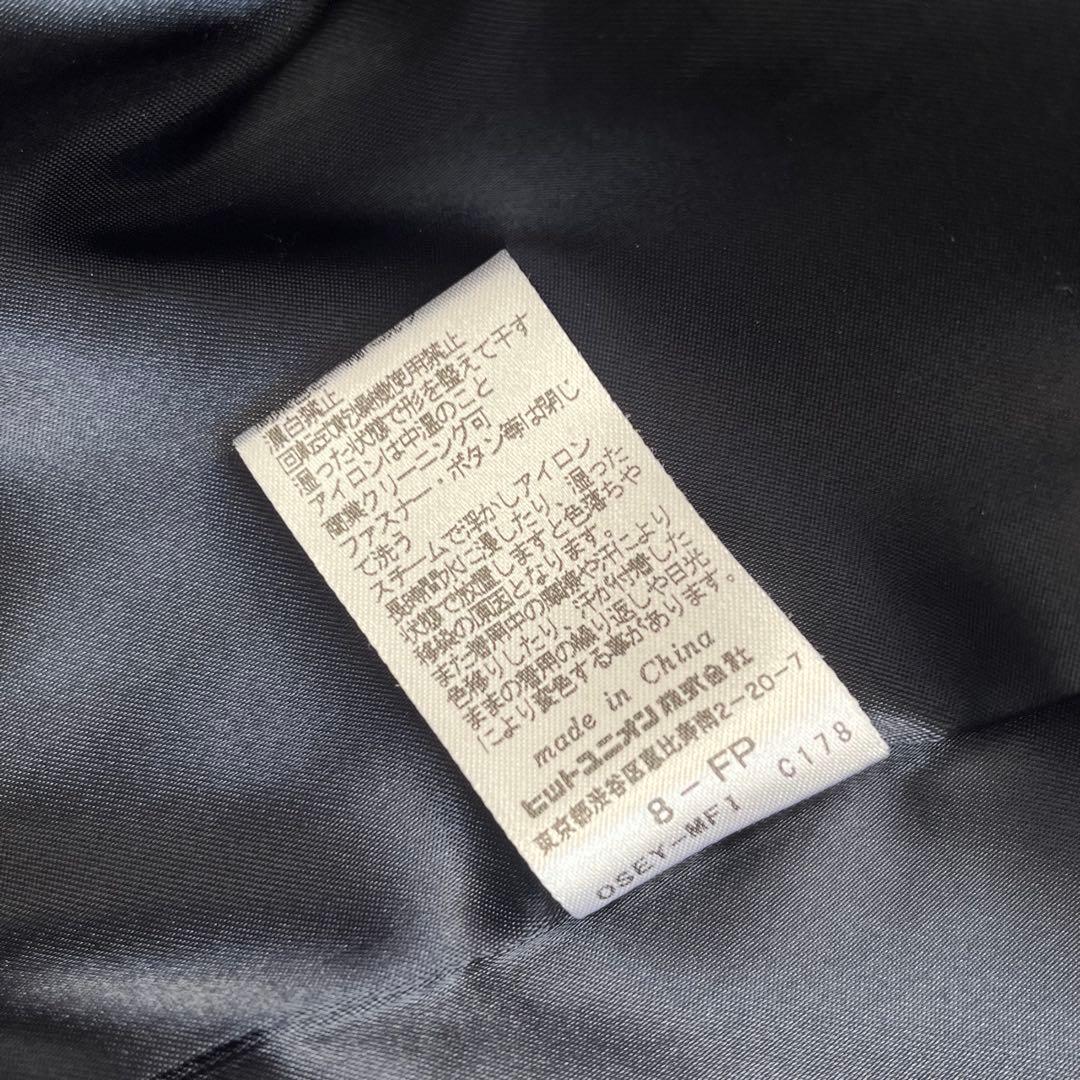 漂白禁止
回転式乾燥機使用禁止
湿った状態で形を整えて干す
アイロンは中温のこと
商業クリーニング可
ファスナー・ボタン等は閉じ
て洗う
スチームで浮かしアイロン
長時間水に浸したり、湿った
状態で放置しますと色落ちや
移染の原因となります。
また着用中の摩擦や汗により
色移りしたり、汗が付着した
ままの着用の繰り返しや日光
により変色する事があります。
made in China
ヒットユニオン株式会社
東京都渋谷区恵比寿南2-20-7
8-FP
OSEY-MF1 C178